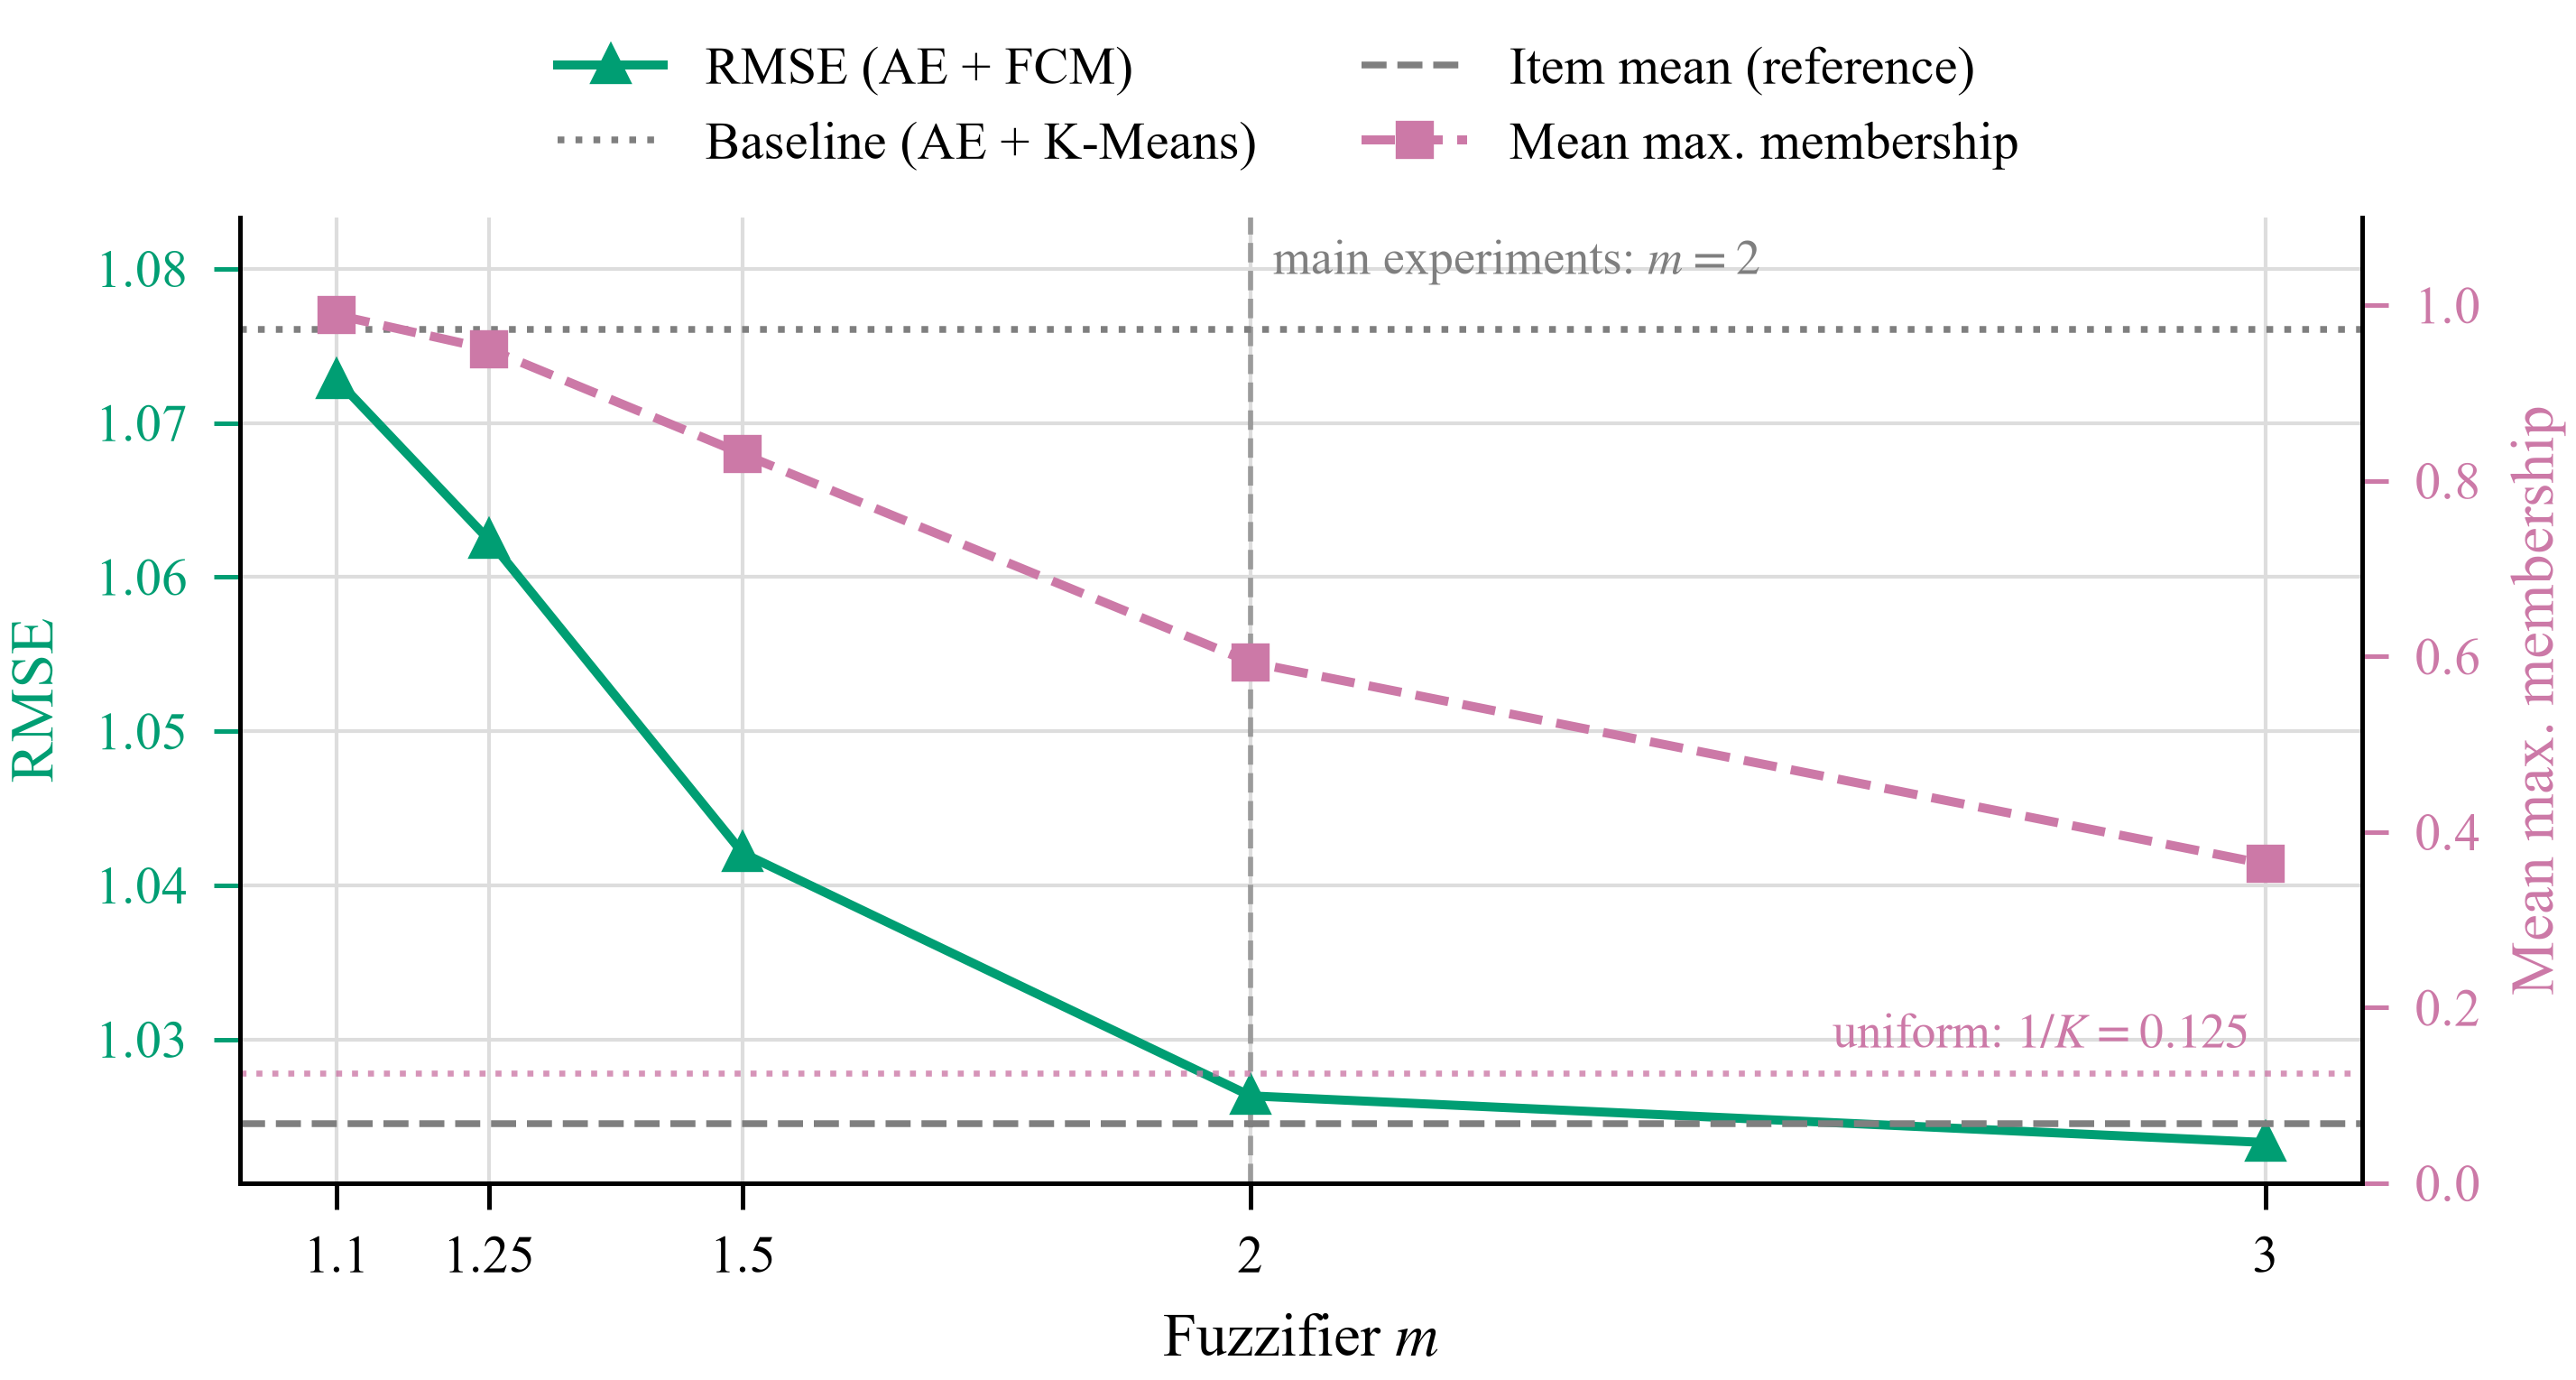 RMSE (AE + FCM)
Baseline (AE + K-Means)
Item mean (reference)
Mean max. membership
main experiments: m = 2
uniform: 1/K = 0.125
RMSE
1.08
1.07
1.06
1.05
1.04
1.03
Mean max. membership
1.0
0.8
0.6
0.4
0.2
0.0
1.1 1.25 1.5 2 3
Fuzzifier m